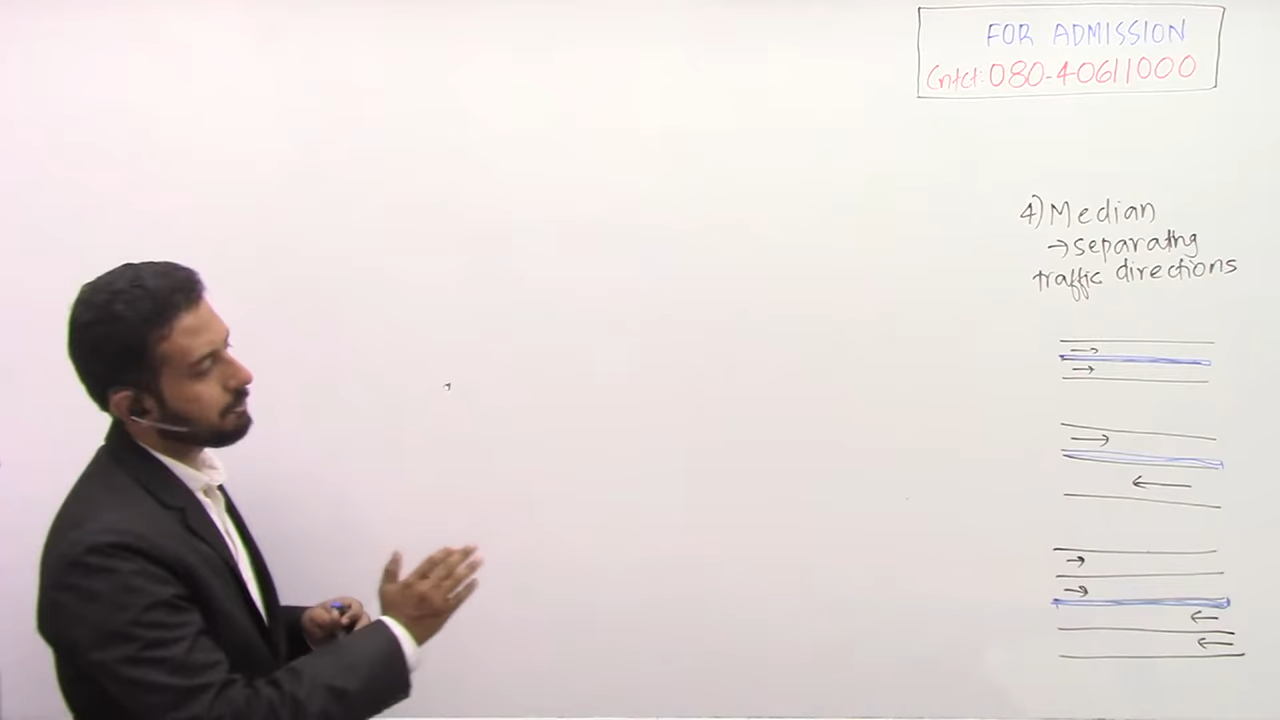 FOR ADMISSION
Cntct: 080-40611000
4) Median
→ separating
traffic directions